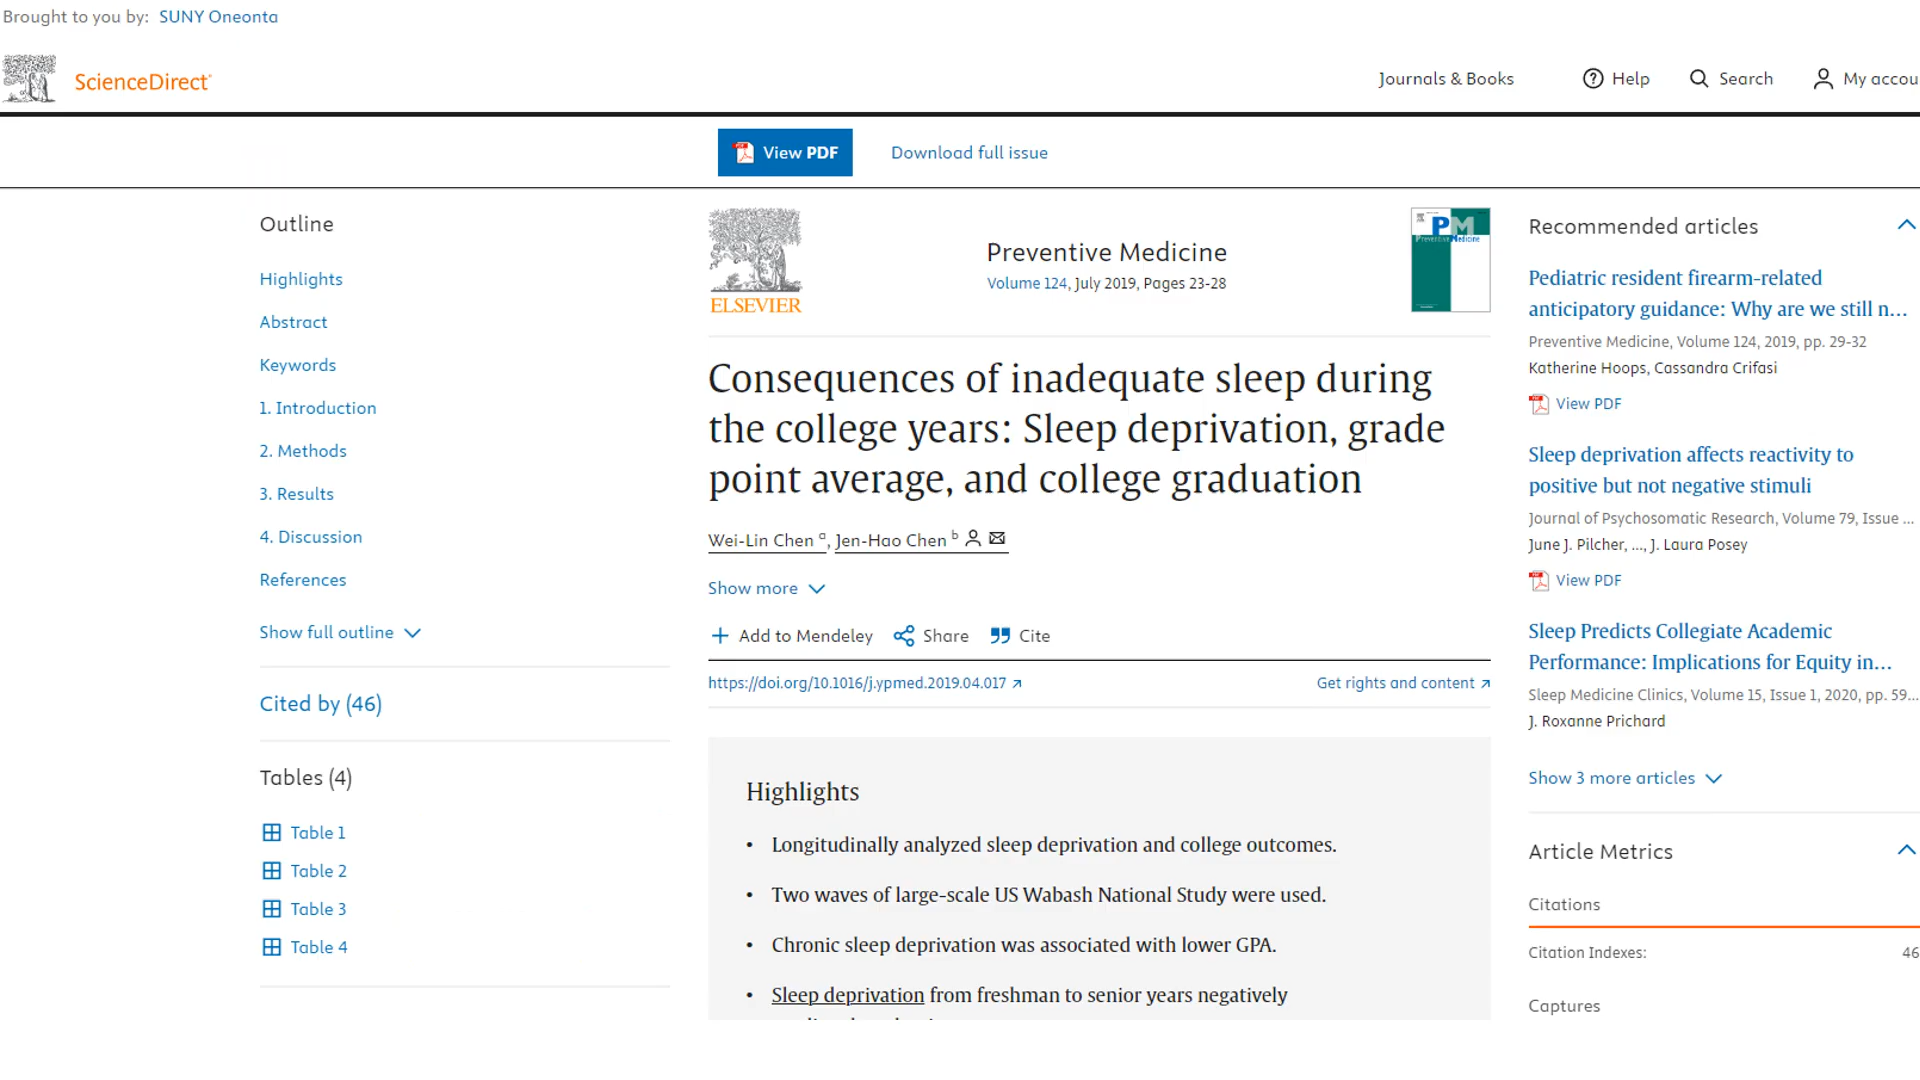 Brought to you by: SUNY Oneonta
ScienceDirect
Journals & Books
Help
Search
My accou
View PDF
Download full issue
Outline
Highlights
Abstract
Keywords
1. Introduction
2. Methods
3. Results
4. Discussion
References
Show full outline
Cited by (46)
Tables (4)
Table 1
Table 2
Table 3
Table 4
ELSEVIER
Preventive Medicine
Volume 124, July 2019, Pages 23-28
PM
Preventive Medicine
Consequences of inadequate sleep during
the college years: Sleep deprivation, grade
point average, and college graduation
Wei-Lin Chen a, Jen-Hao Chen b
Show more
Add to Mendeley
Share
Cite
https://doi.org/10.1016/j.ypmed.2019.04.017
Get rights and content
Highlights
• Longitudinally analyzed sleep deprivation and college outcomes.
• Two waves of large-scale US Wabash National Study were used.
• Chronic sleep deprivation was associated with lower GPA.
• Sleep deprivation from freshman to senior years negatively
Recommended articles
Pediatric resident firearm-related
anticipatory guidance: Why are we still n...
Preventive Medicine, Volume 124, 2019, pp. 29-32
Katherine Hoops, Cassandra Crifasi
View PDF
Sleep deprivation affects reactivity to
positive but not negative stimuli
Journal of Psychosomatic Research, Volume 79, Issue ...
June J. Pilcher, ..., J. Laura Posey
View PDF
Sleep Predicts Collegiate Academic
Performance: Implications for Equity in...
Sleep Medicine Clinics, Volume 15, Issue 1, 2020, pp. 59...
J. Roxanne Prichard
Show 3 more articles
Article Metrics
Citations
Citation Indexes: 46
Captures